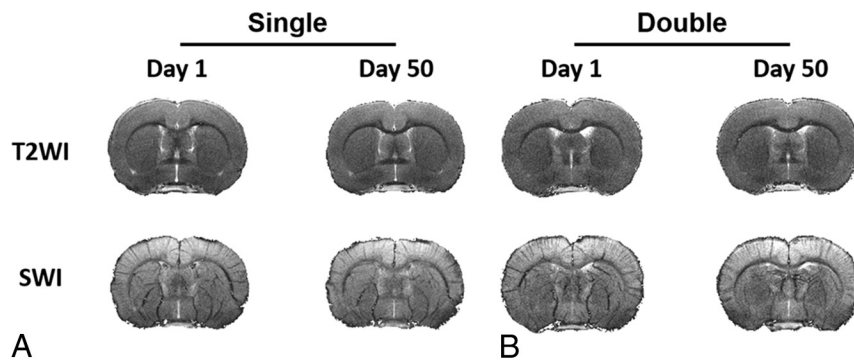 Single Double
Day 1 Day 50 Day 1 Day 50
T2WI
SWI
A B